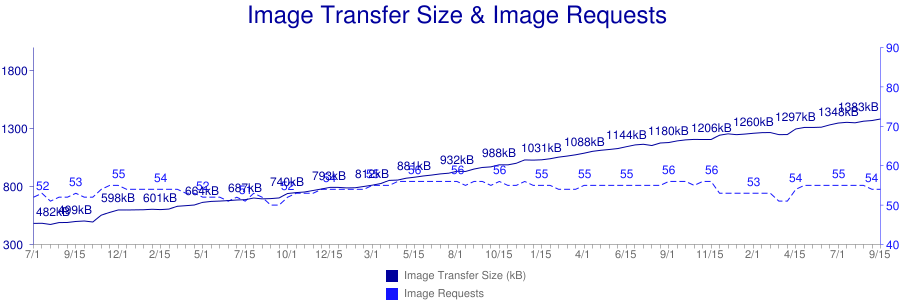 Image Transfer Size & Image Requests
1800
1300
800
300
90
80
70
60
50
40
482kB 499kB 598kB 601kB 664kB 687kB 740kB 793kB 812kB 881kB 932kB 988kB 1031kB 1088kB 1144kB 1180kB 1206kB 1260kB 1297kB 1348kB 1383kB
52 53 55 54 52 51 52 54 55 56 56 56 55 55 55 56 56 53 54 55 54
7/1 9/15 12/1 2/15 5/1 7/15 10/1 12/15 3/1 5/15 8/1 10/15 1/15 4/1 6/15 9/1 11/15 2/1 4/15 7/1 9/15
Image Transfer Size (kB)
Image Requests